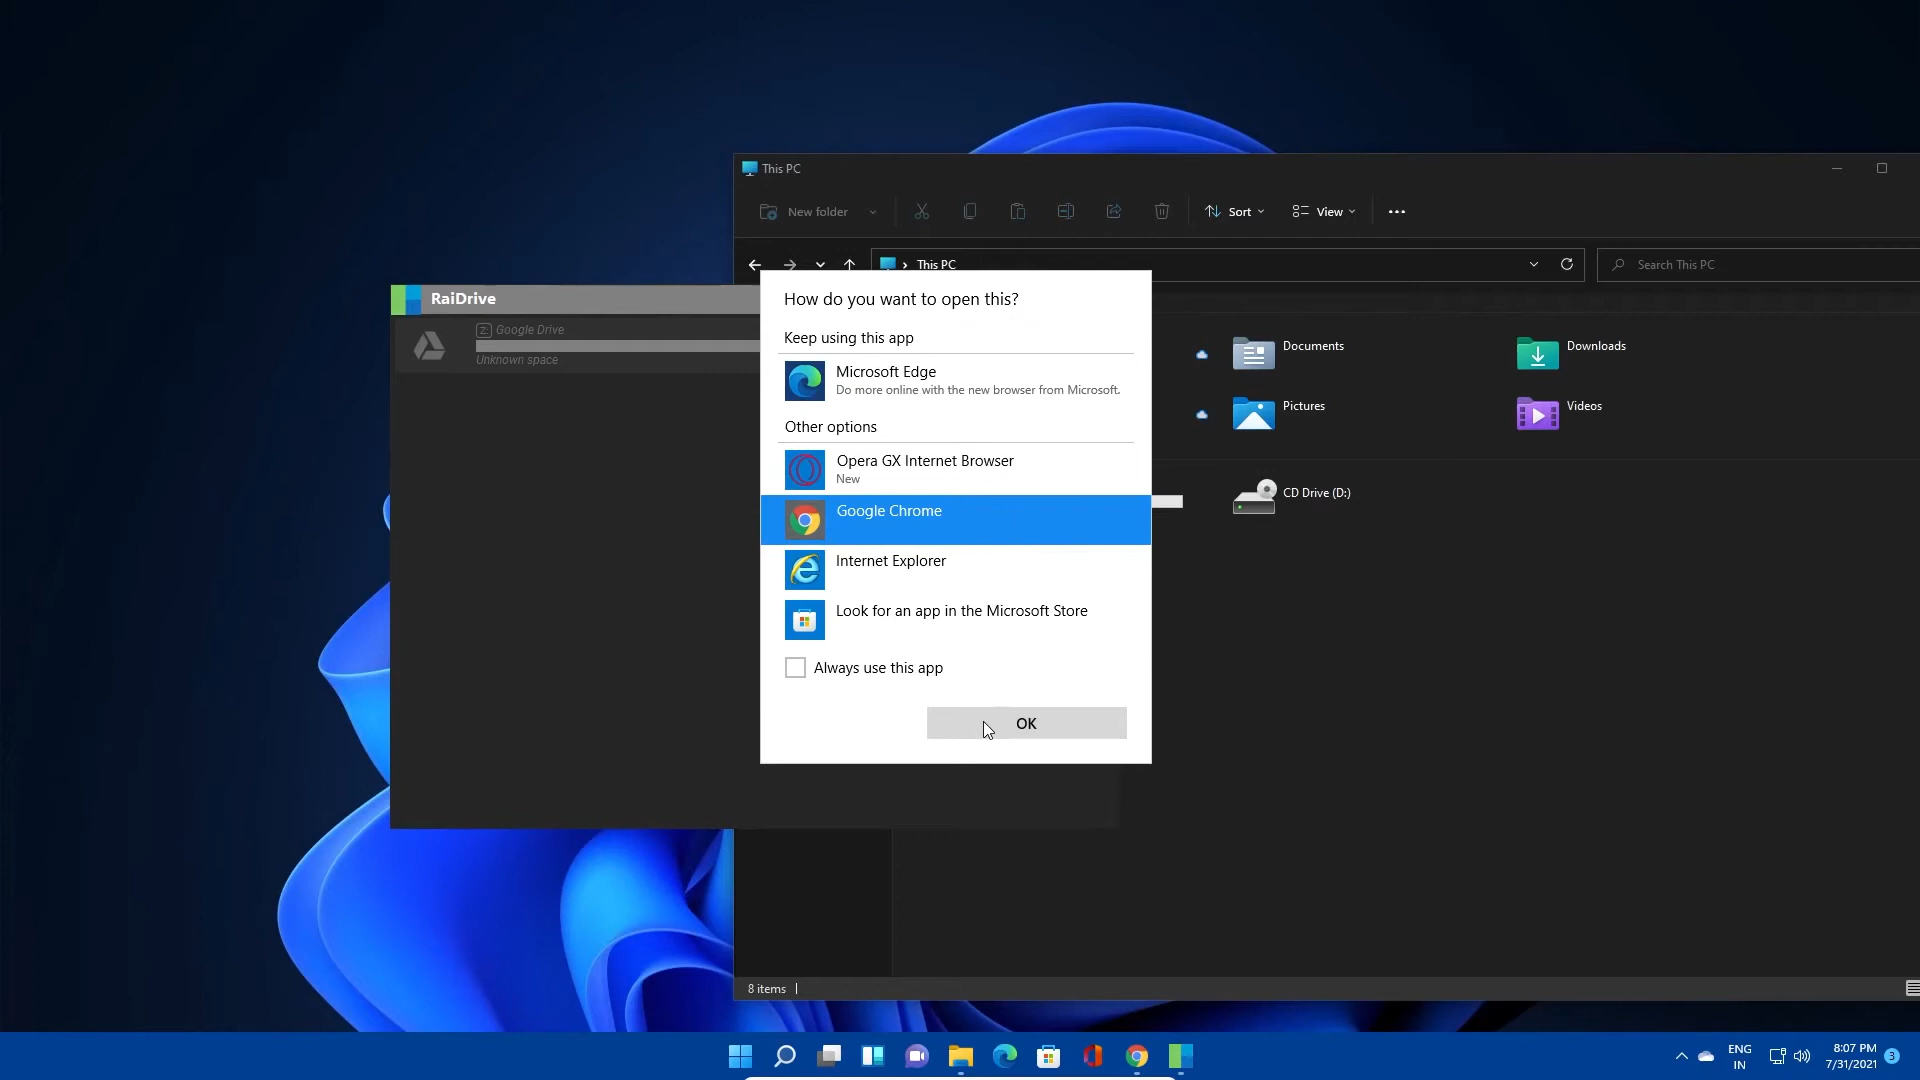 This PC
New folder
Sort
View
This PC
Search This PC
RaiDrive
Z: Google Drive
Unknown space
How do you want to open this?
Keep using this app
Microsoft Edge
Do more online with the new browser from Microsoft.
Other options
Opera GX Internet Browser
New
Google Chrome
Internet Explorer
Look for an app in the Microsoft Store
Always use this app
OK
Documents
Downloads
Pictures
Videos
CD Drive (D:)
8 items
ENG
IN
8:07 PM
7/31/2021
3